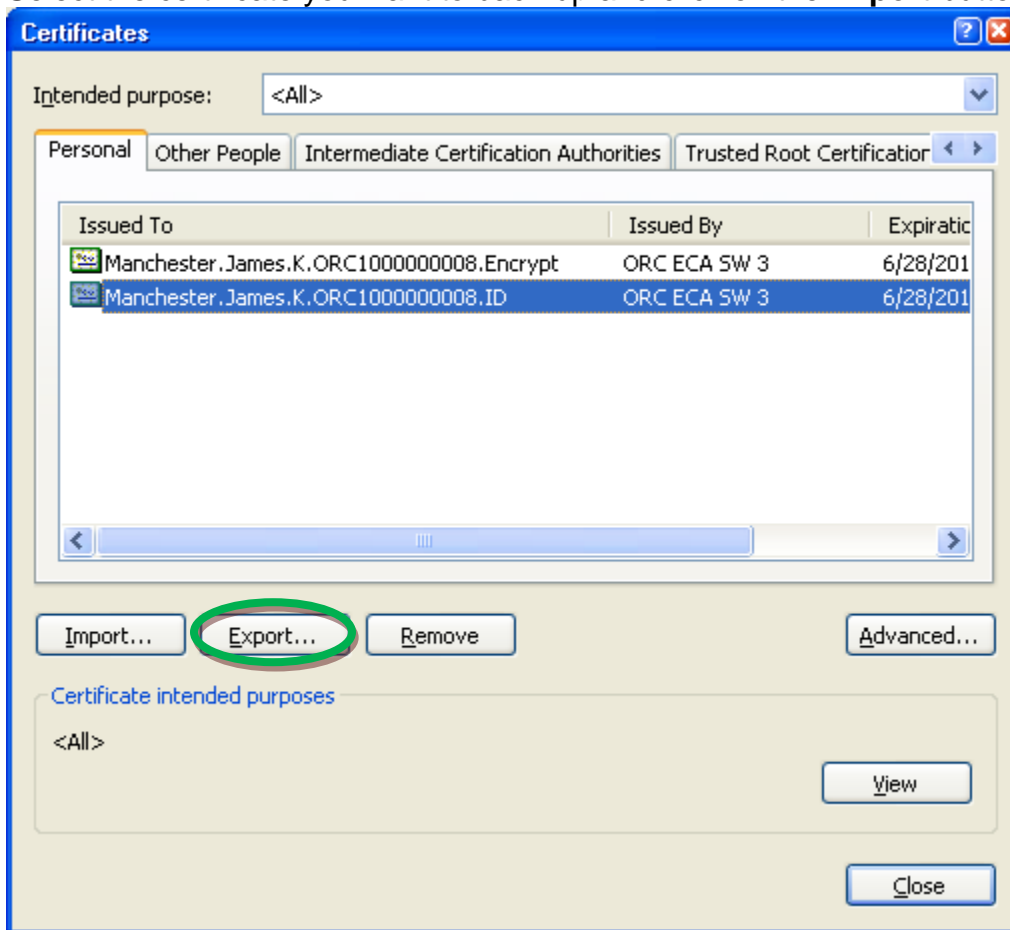 Certificates
Intended purpose: <All>
Personal Other People Intermediate Certification Authorities Trusted Root Certification
Issued To Issued By Expiratio
Manchester.James.K.ORC1000000008.Encrypt ORC ECA SW 3 6/28/201
Manchester.James.K.ORC1000000008.ID ORC ECA SW 3 6/28/201
Import... Export... Remove Advanced...
Certificate intended purposes
<All>
View
Close